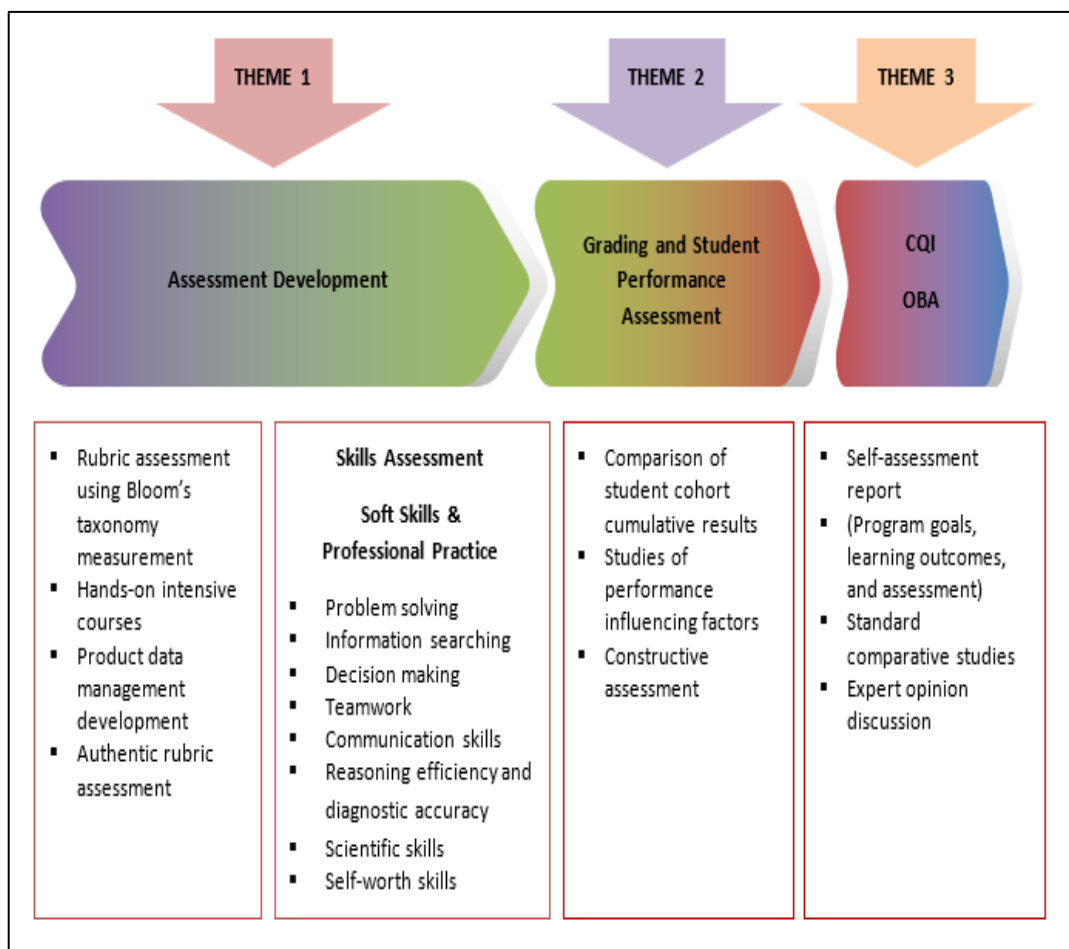 THEME 1
THEME 2
THEME 3
Assessment Development
Grading and Student
Performance
Assessment
CQI
OBA
▪ Rubric assessment
using Bloom's
taxonomy
measurement
▪ Hands-on intensive
courses
▪ Product data
management
development
▪ Authentic rubric
assessment
Skills Assessment
Soft Skills &
Professional Practice
▪ Problem solving
▪ Information searching
▪ Decision making
▪ Teamwork
▪ Communication skills
▪ Reasoning efficiency and
diagnostic accuracy
▪ Scientific skills
▪ Self-worth skills
▪ Comparison of
student cohort
cumulative results
▪ Studies of
performance
influencing factors
▪ Constructive
assessment
▪ Self-assessment
report
▪ (Program goals,
learning outcomes,
and assessment)
▪ Standard
comparative studies
▪ Expert opinion
discussion